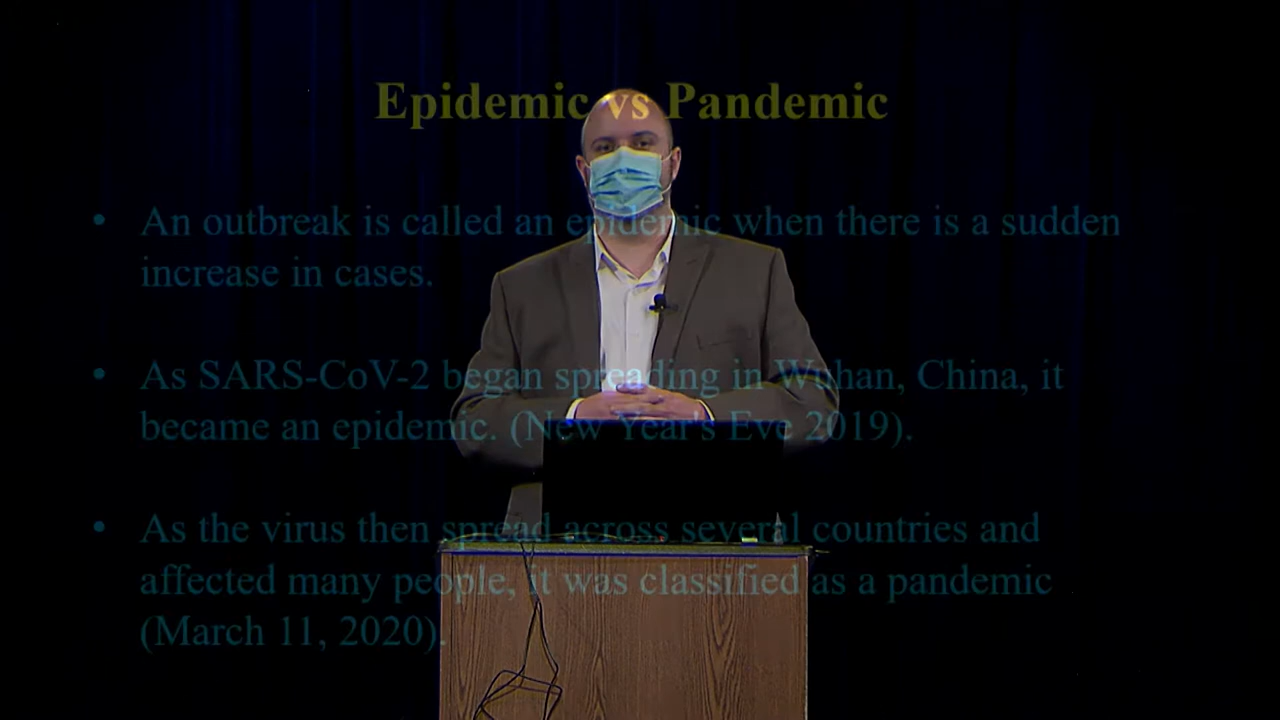 Epidemic vs Pandemic
• An outbreak is called an epidemic when there is a sudden
increase in cases.
• As SARS-CoV-2 began spreading in Wuhan, China, it
became an epidemic. (New Year's Eve 2019).
• As the virus then spread across several countries and
affected many people, it was classified as a pandemic
(March 11, 2020).